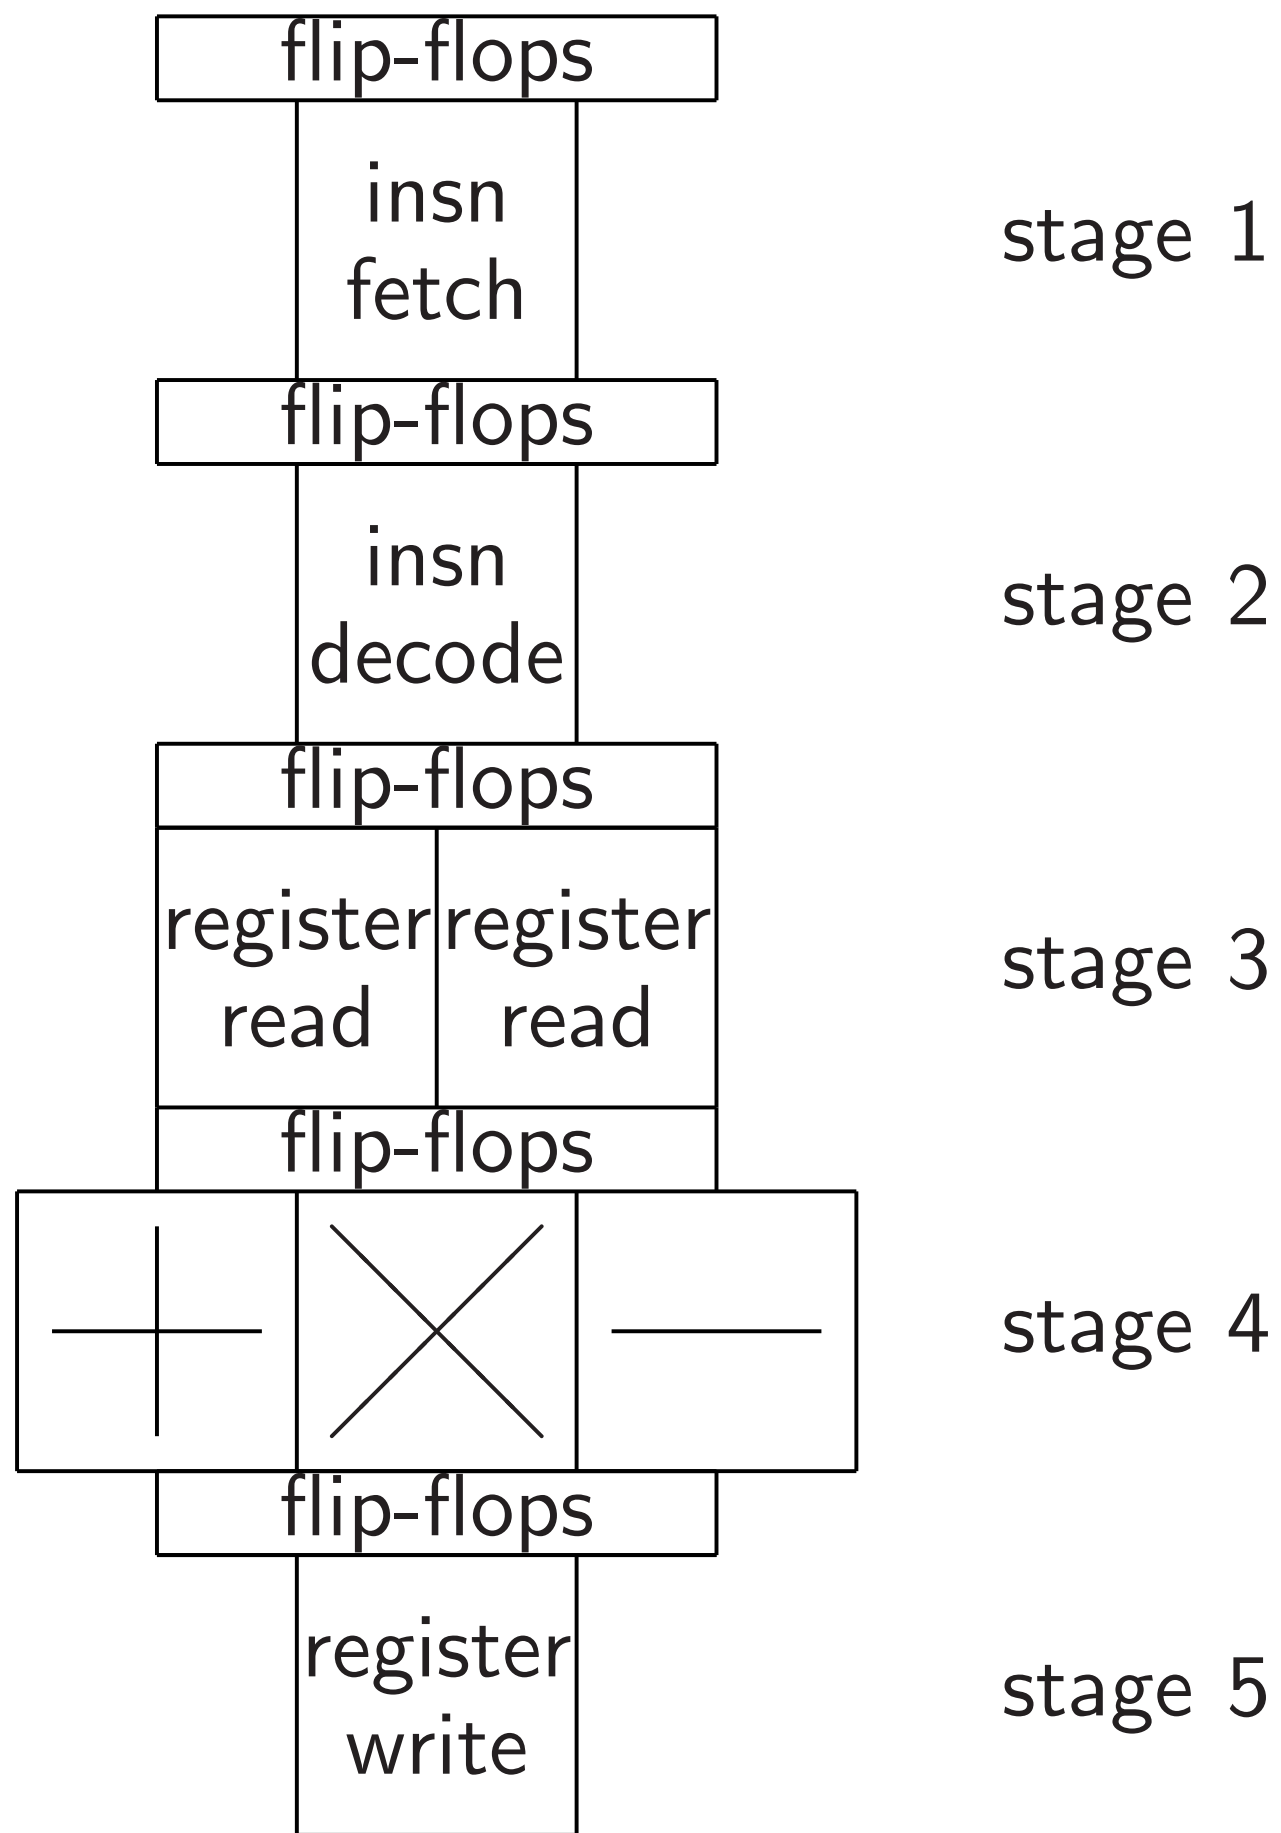 flip-flops
insn
fetch
stage 1
flip-flops
insn
decode
stage 2
flip-flops
register register
read read
stage 3
flip-flops
stage 4
flip-flops
register
write
stage 5